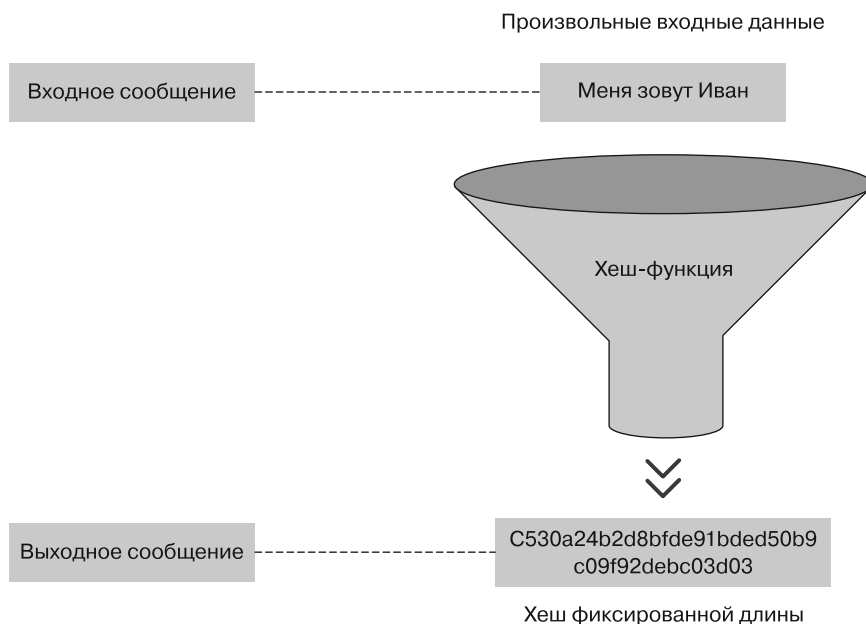 Произвольные входные данные
Входное сообщение
Меня зовут Иван
Хеш-функция
Выходное сообщение
C530a24b2d8bfde91bded50b9
c09f92debc03d03
Хеш фиксированной длины